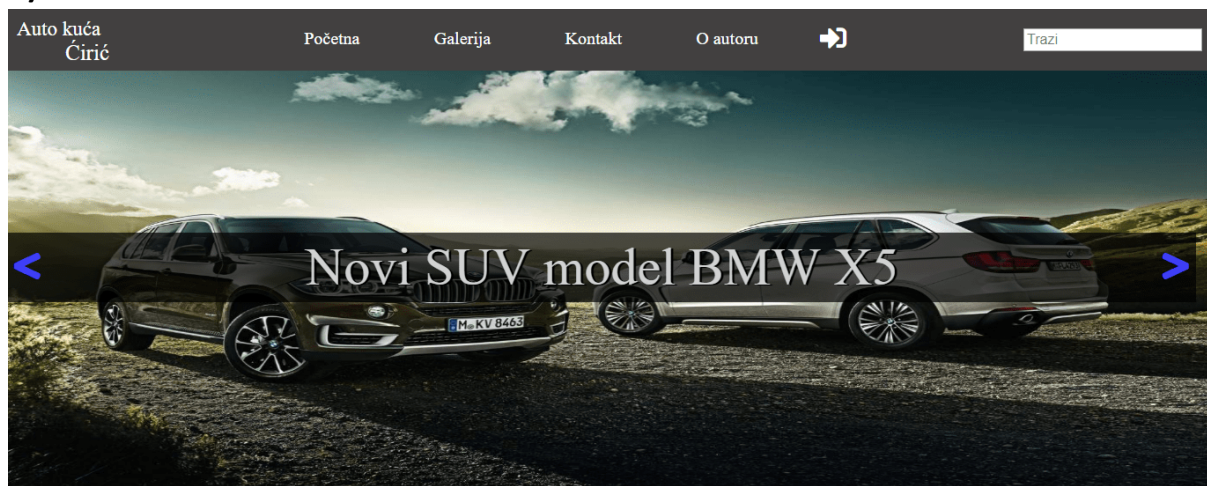 Auto kuća
Ćirić
Početna
Galerija
Kontakt
O autoru
Trazi
<
Novi SUV model BMW X5
>
M KV 8463